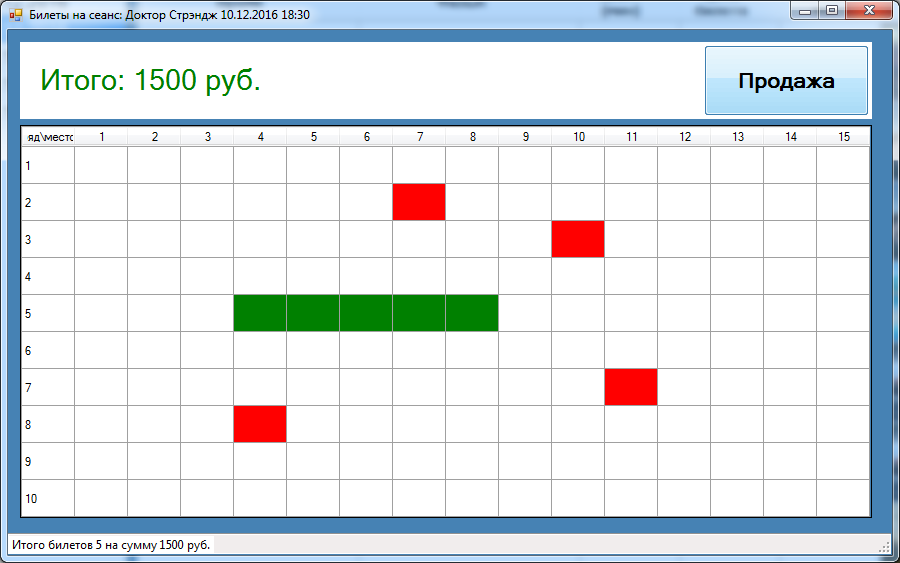 Билеты на сеанс: Доктор Стрэндж 10.12.2016 18:30
Итого: 1500 руб.
Продажа
яд\место 1 2 3 4 5 6 7 8 9 10 11 12 13 14 15
1
2
3
4
5
6
7
8
9
10
Итого билетов 5 на сумму 1500 руб.